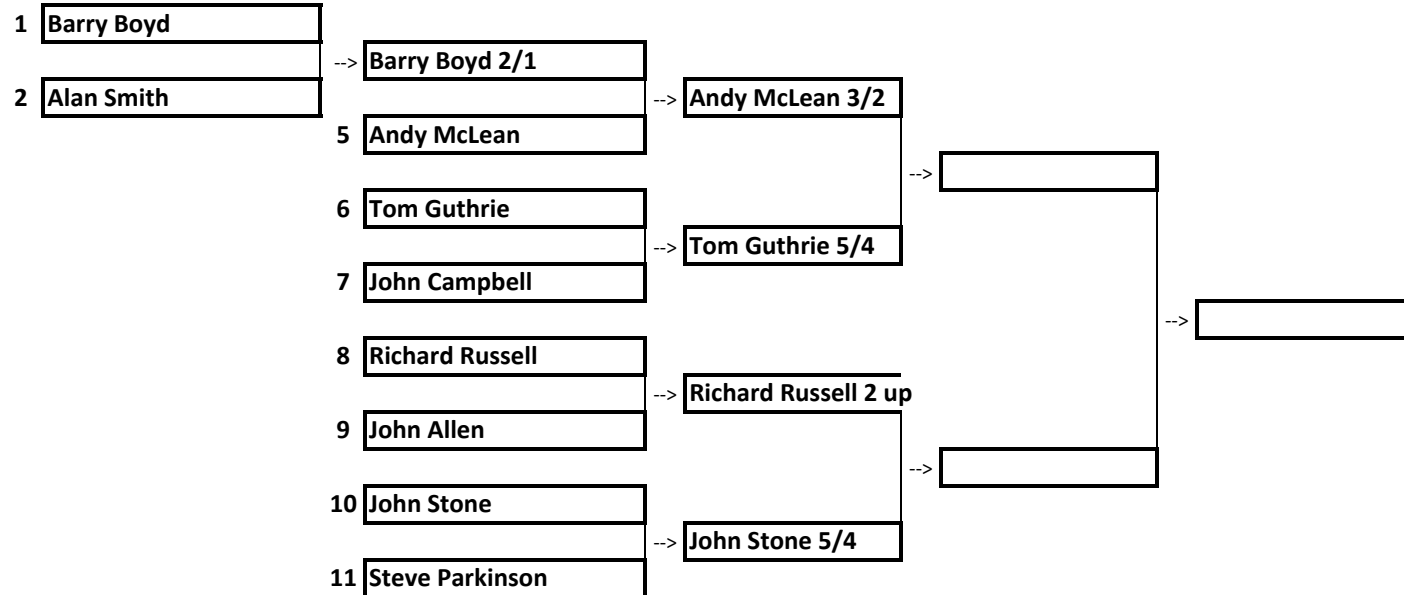 1 Barry Boyd
--> Barry Boyd 2/1
2 Alan Smith
--> Andy McLean 3/2
5 Andy McLean
-->
6 Tom Guthrie
--> Tom Guthrie 5/4
7 John Campbell
-->
8 Richard Russell
--> Richard Russell 2 up
9 John Allen
-->
10 John Stone
--> John Stone 5/4
11 Steve Parkinson